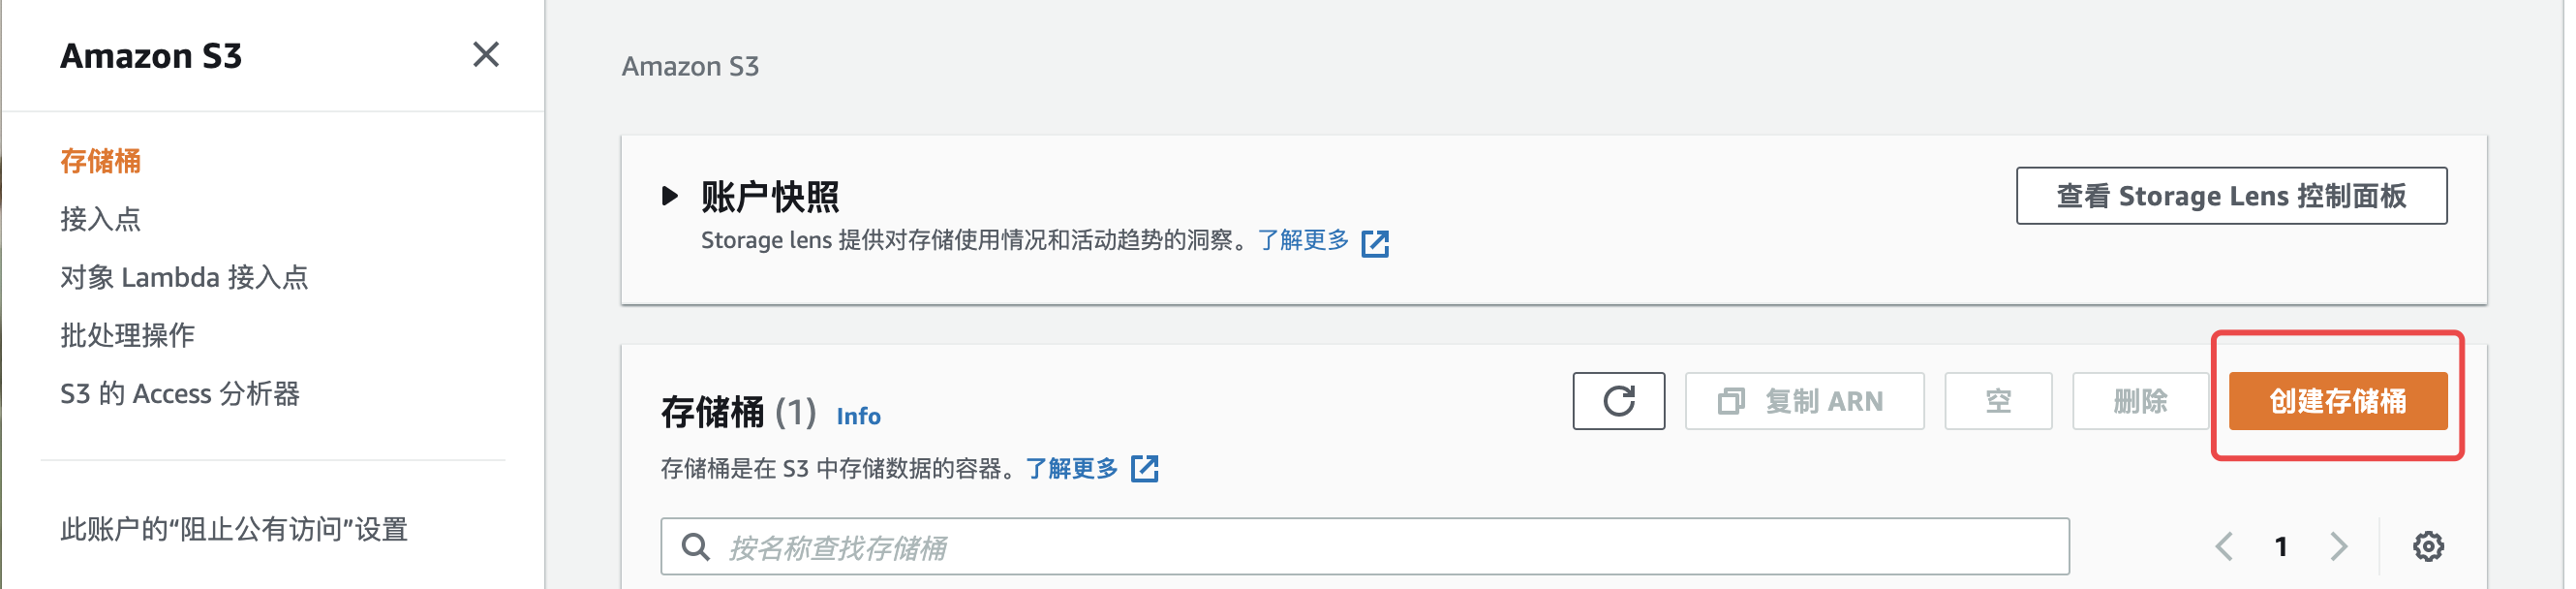 Amazon S3
存储桶
接入点
对象 Lambda 接入点
批处理操作
S3 的 Access 分析器
此账户的“阻止公有访问”设置
Amazon S3
账户快照
查看 Storage Lens 控制面板
Storage lens 提供对存储使用情况和活动趋势的洞察。了解更多
存储桶 (1) Info
复制 ARN
空
删除
创建存储桶
存储桶是在 S3 中存储数据的容器。了解更多
按名称查找存储桶
1